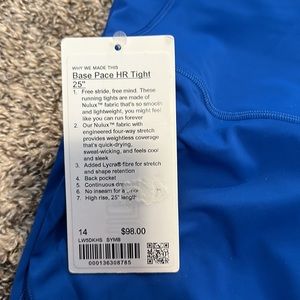 WHY WE MADE THIS
Base Pace HR Tight
25"
1. Free stride, free mind. These
running tights are made of
Nulux™ fabric that's so smooth
and lightweight, you might feel
like you can run forever
2. Our Nulux™ fabric with
engineered four-way stretch
provides weightless coverage
that's quick-drying,
sweat-wicking, and feels cool
and sleek
3. Added Lycra® fibre for stretch
and shape retention
4. Back pocket
5. Continuous
6. No inseam for a
7. High rise, 25" length
14 $98.00
LW5DKHS SYMB
000136308785